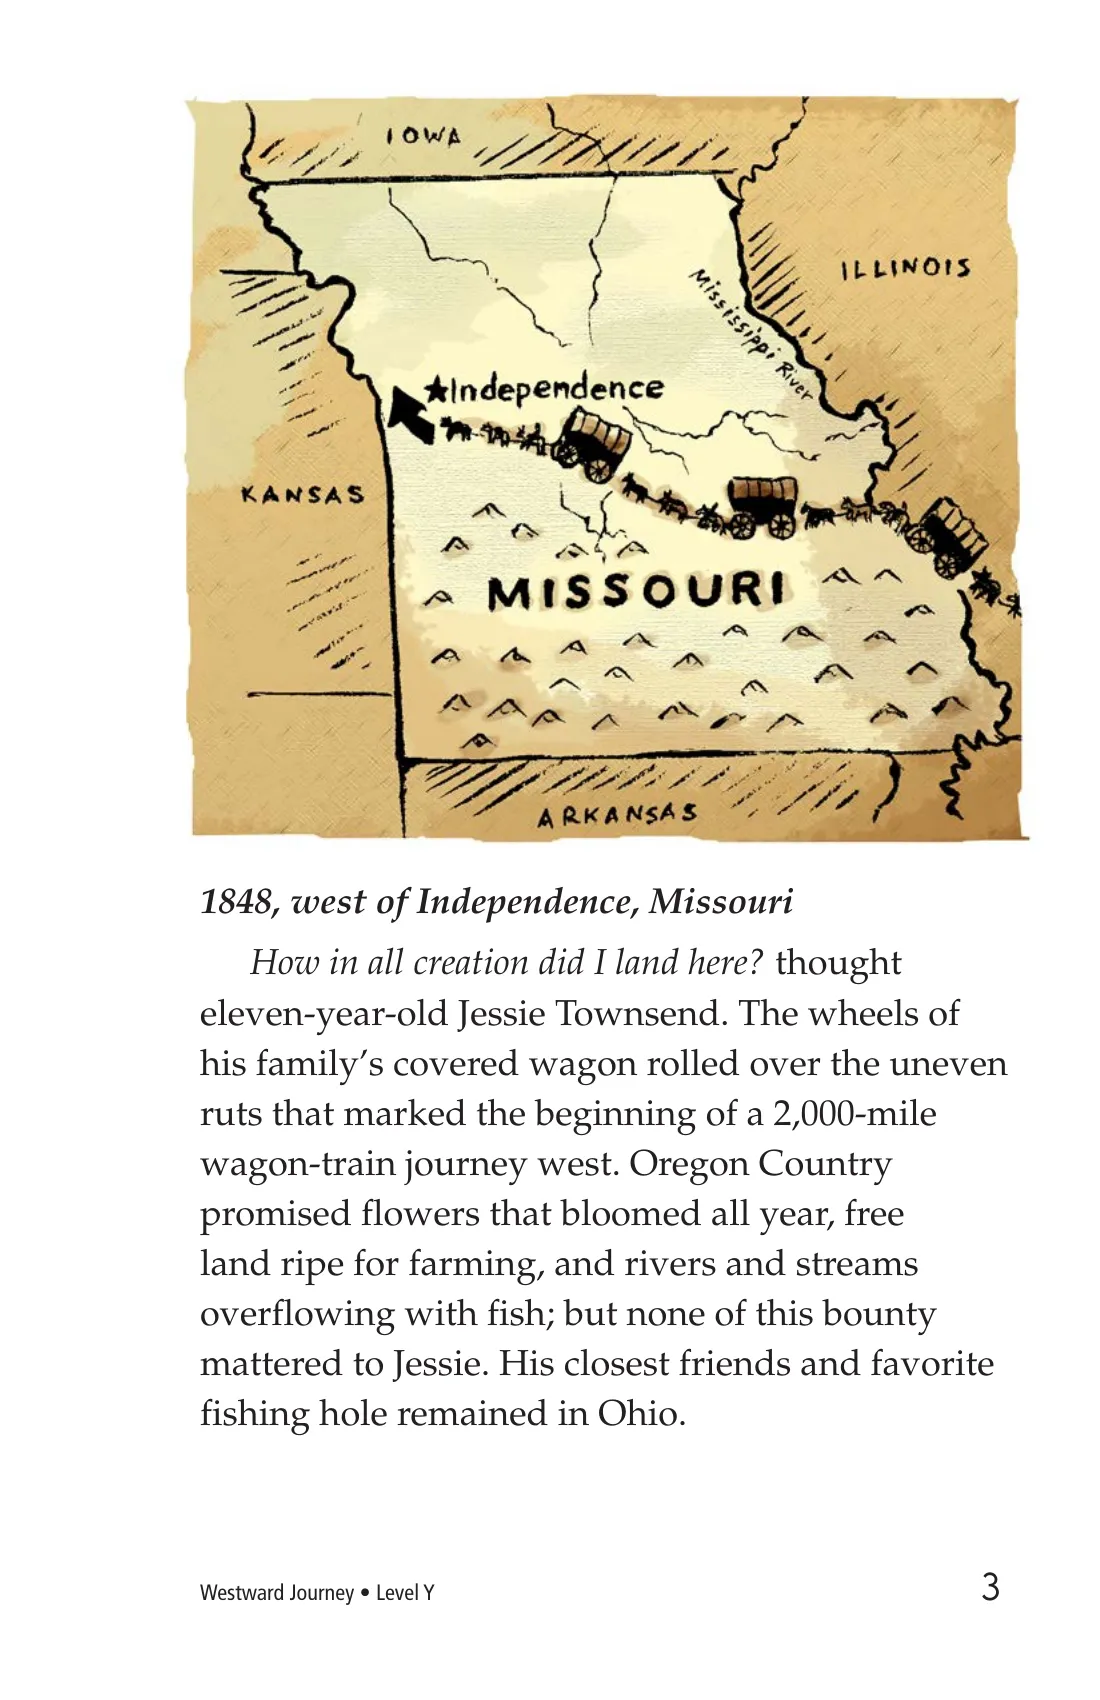 IOWA
ILLINOIS
Mississippi River
Independence
KANSAS
MISSOURI
ARKANSAS
1848, west of Independence, Missouri
How in all creation did I land here? thought
eleven-year-old Jessie Townsend. The wheels of
his family’s covered wagon rolled over the uneven
ruts that marked the beginning of a 2,000-mile
wagon-train journey west. Oregon Country
promised flowers that bloomed all year, free
land ripe for farming, and rivers and streams
overflowing with fish; but none of this bounty
mattered to Jessie. His closest friends and favorite
fishing hole remained in Ohio.
Westward Journey • Level Y 3